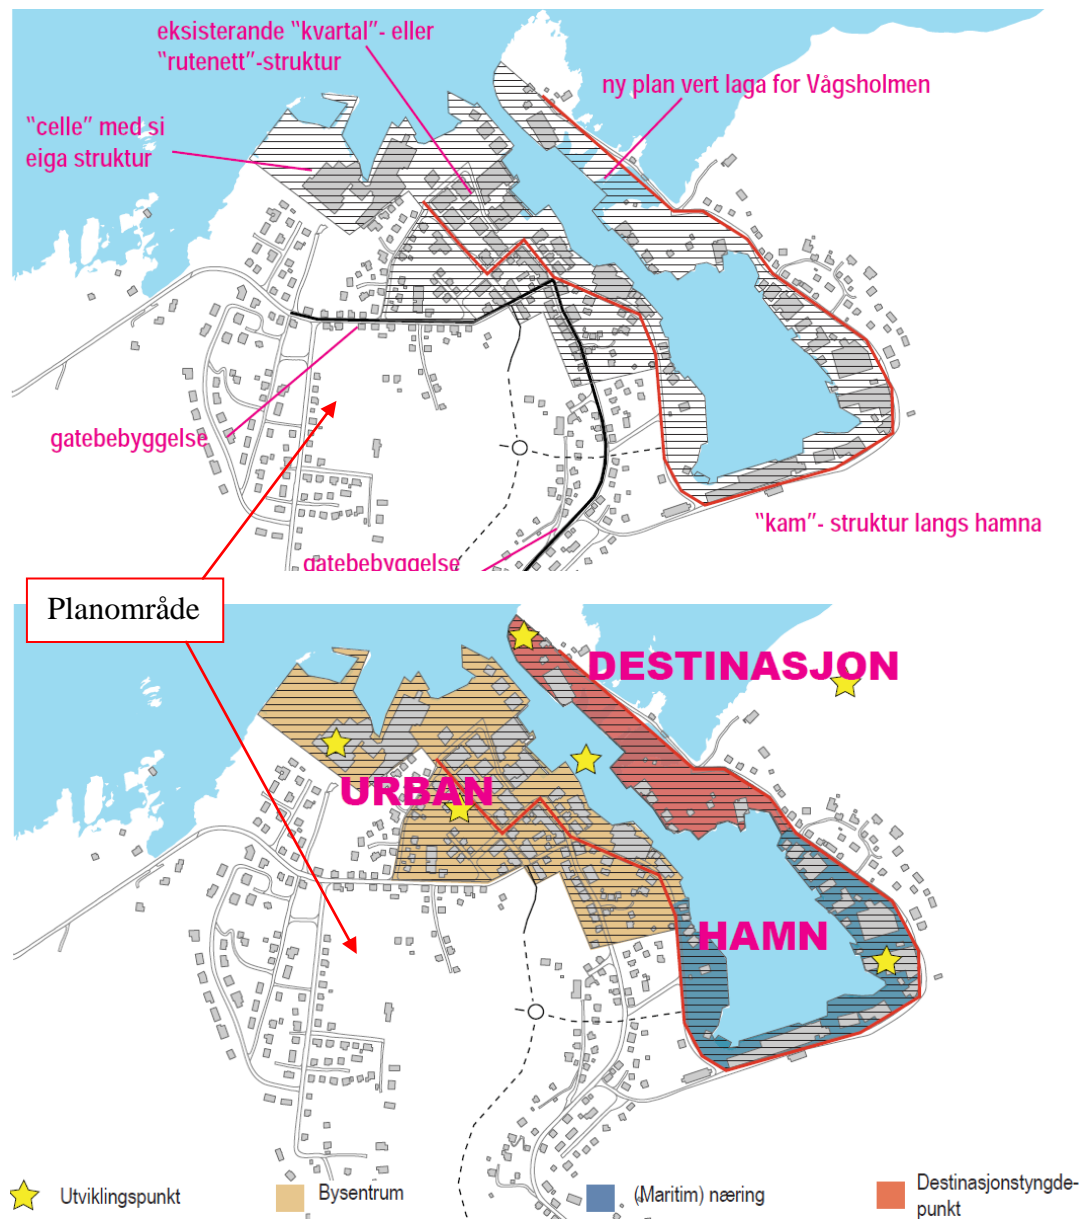 eksisterande "kvartal"- eller
"rutenett"-struktur
ny plan vert laga for Vågsholmen
"celle" med si
eiga struktur
gatebebyggelse
"kam"- struktur langs hamna
gatebebyggelse
Planområde
DESTINASJON
URBAN
HAMN
Utviklingspunkt
Bysentrum
(Maritim) næring
Destinasjonstyngde-
punkt